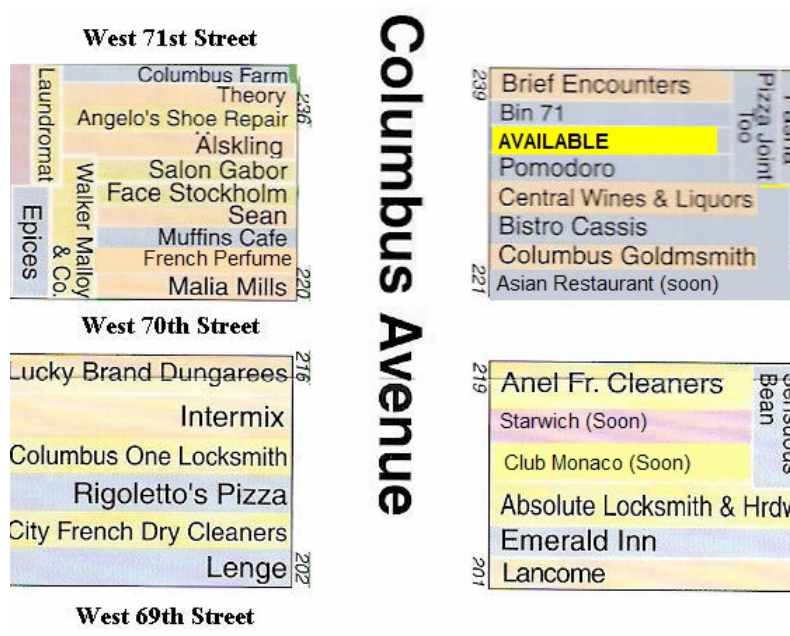 West 71st Street
Columbus Avenue
Laundromat
Columbus Farm
Theory
236
Angelo's Shoe Repair
Älskling
Salon Gabor
Face Stockholm
Sean
Muffins Cafe
French Perfume
Malia Mills
220
Walker Malloy
& Co.
Epices
239
Brief Encounters
Bin 71
AVAILABLE
Pomodoro
Central Wines & Liquors
Bistro Cassis
Columbus Goldmsmith
221
Asian Restaurant (soon)
Pizza Joint
Too
West 70th Street
Lucky Brand Dungarees
216
Intermix
Columbus One Locksmith
Rigoletto's Pizza
City French Dry Cleaners
Lenge
202
219
Anel Fr. Cleaners
Starwich (Soon)
Club Monaco (Soon)
Absolute Locksmith & Hrdw
Emerald Inn
201
Lancome
Sensuous
Bean
West 69th Street